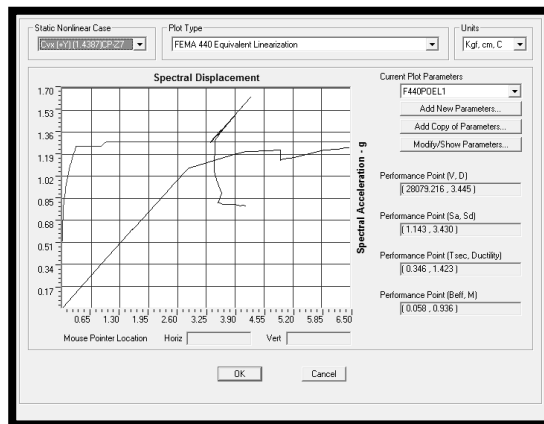 Static Nonlinear Case
Cvx (+Y) (1.4387)CP-Z7
Plot Type
FEMA 440 Equivalent Linearization
Units
Kgf, cm, C
Spectral Displacement
1.70
1.53
1.36
1.19
1.02
0.85
0.68
0.51
0.34
0.17
0.65 1.30 1.95 2.60 3.25 3.90 4.55 5.20 5.85 6.50
Spectral Acceleration - g
Mouse Pointer Location Horiz Vert
Current Plot Parameters
F440POEL1
Add New Parameters...
Add Copy of Parameters...
Modify/Show Parameters...
Performance Point (V, D)
( 28079.216 , 3.445 )
Performance Point (Sa, Sd)
( 1.143 , 3.430 )
Performance Point (Tsec, Ductility)
( 0.346 , 1.423 )
Performance Point (Beff, M)
( 0.058 , 0.936 )
OK Cancel